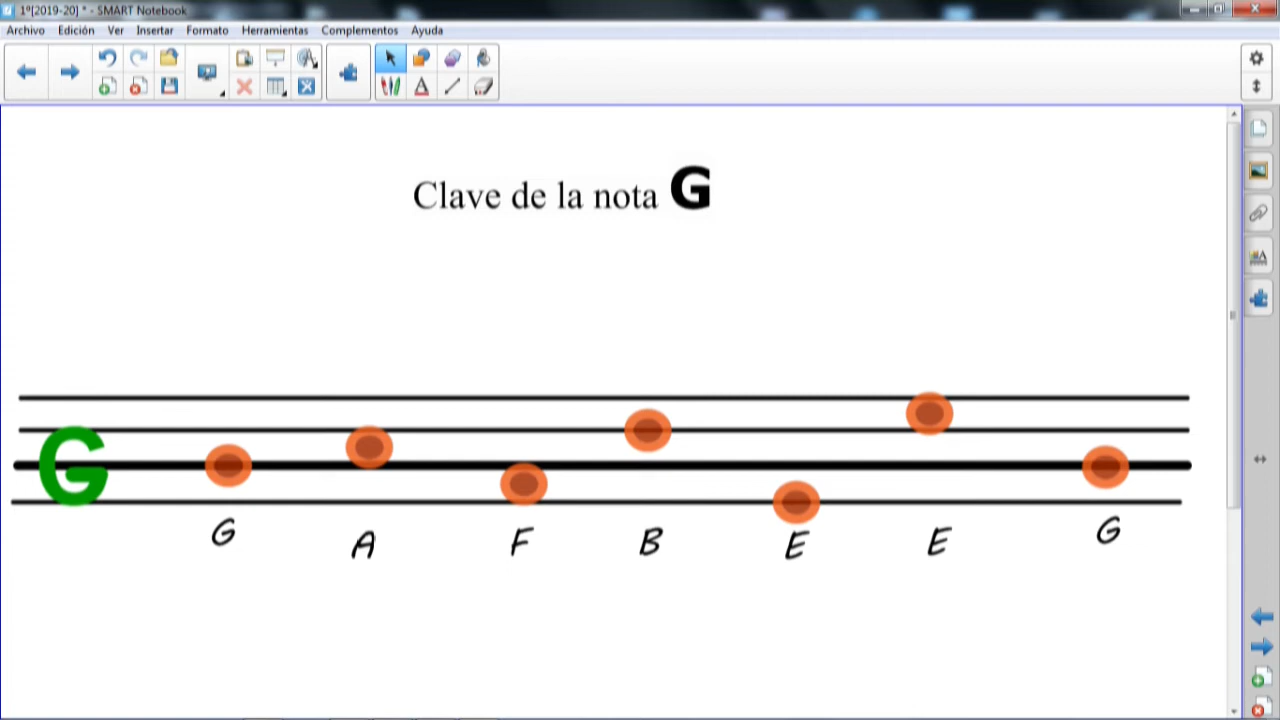 1º[2019-20] * - SMART Notebook
Archivo Edición Ver Insertar Formato Herramientas Complementos Ayuda
Clave de la nota G
G
G A F B E E G